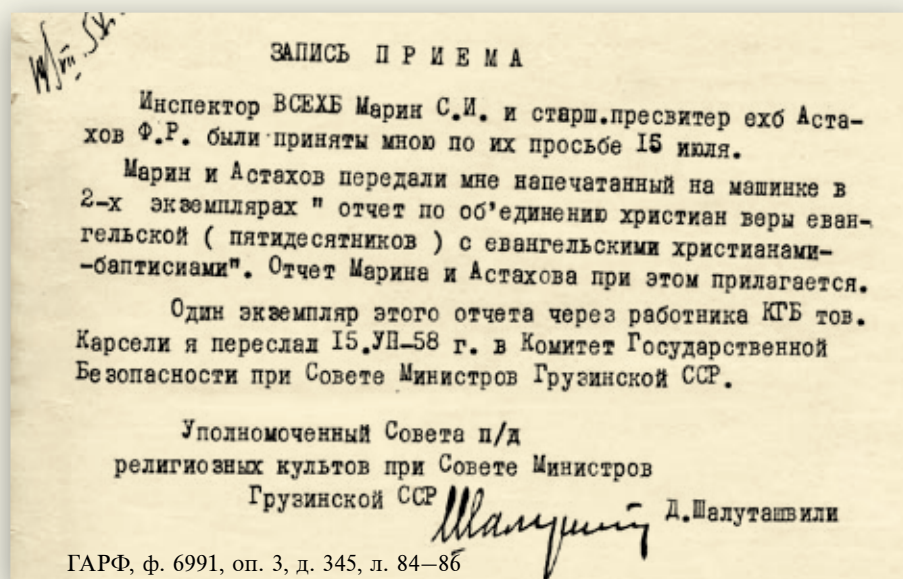 ЗАПИСЬ ПРИЕМА
Инспектор ВСЕХБ Марин С.И. и старш.пресвитер ехб Аста-
хов Ф.Р. были приняты мною по их просьбе I5 июля.
Марин и Астахов передали мне напечатанный на машинке в
2-х экземплярах " отчет по об'единению христиан веры еван-
гельской ( пятидесятников ) с евангельскими христианами-
-баптисиами". Отчет Марина и Астахова при этом прилагается.
Один экземпляр этого отчета через работника КГБ тов.
Карсели я переслал I5.УП-58 г. в Комитет Государственной
Безопасности при Совете Министров Грузинской ССР.
Уполномоченный Совета п/д
религиозных культов при Совете Министров
Грузинской ССР
Д.Шалуташвили
ГАРФ, ф. 6991, оп. 3, д. 345, л. 84–86